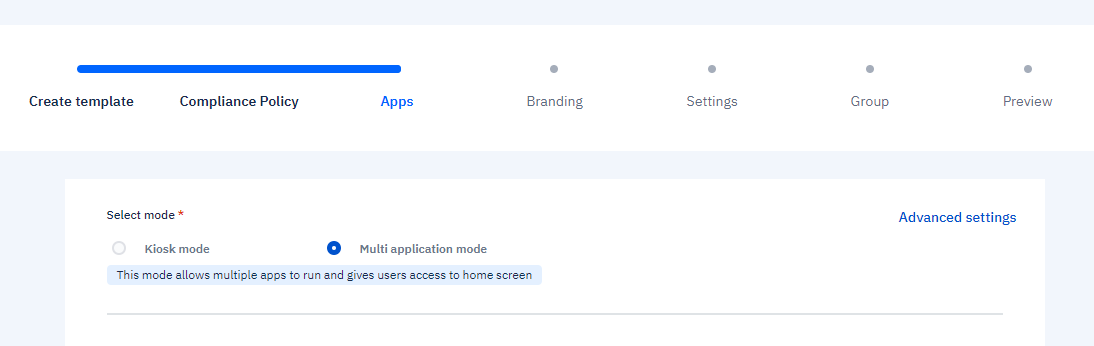 Create template Compliance Policy Apps Branding Settings Group Preview
Select mode * Advanced settings
Kiosk mode Multi application mode
This mode allows multiple apps to run and gives users access to home screen